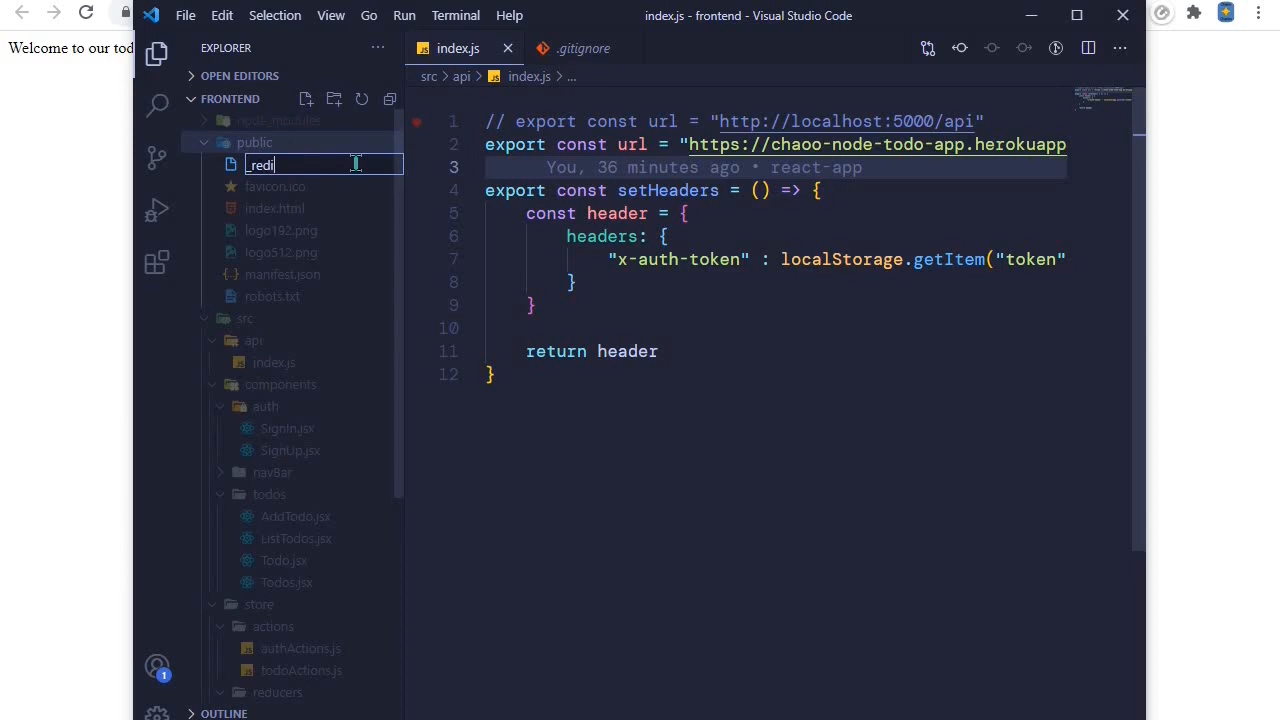 File Edit Selection View Go Run Terminal Help
index.js - frontend - Visual Studio Code
Welcome to our tod
EXPLORER
OPEN EDITORS
FRONTEND
node_modules
public
_redi
favicon.ico
index.html
logo192.png
logo512.png
manifest.json
robots.txt
src
api
index.js
components
auth
SignIn.jsx
SignUp.jsx
navBar
todos
AddTodo.jsx
ListTodos.jsx
Todo.jsx
Todos.jsx
store
actions
authActions.js
todoActions.js
reducers
OUTLINE
1
index.js
.gitignore
src > api > JS index.js > ...
1 // export const url = "http://localhost:5000/api"
2 export const url = "https://chaoo-node-todo-app.herokuapp
3 You, 36 minutes ago • react-app
4 export const setHeaders = () => {
5 const header = {
6 headers: {
7 "x-auth-token" : localStorage.getItem("token"
8 }
9 }
10
11 return header
12 }